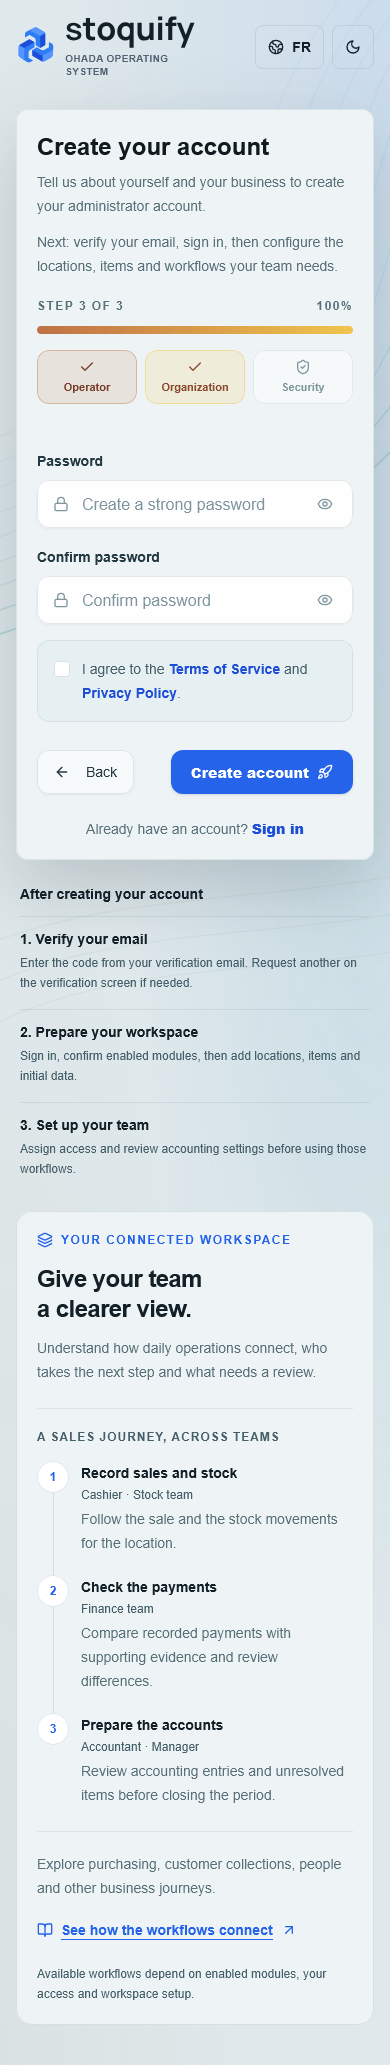 stoquify
OHADA OPERATING
SYSTEM
FR
Create your account
Tell us about yourself and your business to create
your administrator account.
Next: verify your email, sign in, then configure the
locations, items and workflows your team needs.
STEP 3 OF 3
100%
Operator
Organization
Security
Password
Create a strong password
Confirm password
Confirm password
I agree to the Terms of Service and
Privacy Policy.
Back
Create account
Already have an account? Sign in
After creating your account
1. Verify your email
Enter the code from your verification email. Request another on
the verification screen if needed.
2. Prepare your workspace
Sign in, confirm enabled modules, then add locations, items and
initial data.
3. Set up your team
Assign access and review accounting settings before using those
workflows.
YOUR CONNECTED WORKSPACE
Give your team
a clearer view.
Understand how daily operations connect, who
takes the next step and what needs a review.
A SALES JOURNEY, ACROSS TEAMS
1
Record sales and stock
Cashier · Stock team
Follow the sale and the stock movements
for the location.
2
Check the payments
Finance team
Compare recorded payments with
supporting evidence and review
differences.
3
Prepare the accounts
Accountant · Manager
Review accounting entries and unresolved
items before closing the period.
Explore purchasing, customer collections, people
and other business journeys.
See how the workflows connect
Available workflows depend on enabled modules, your
access and workspace setup.